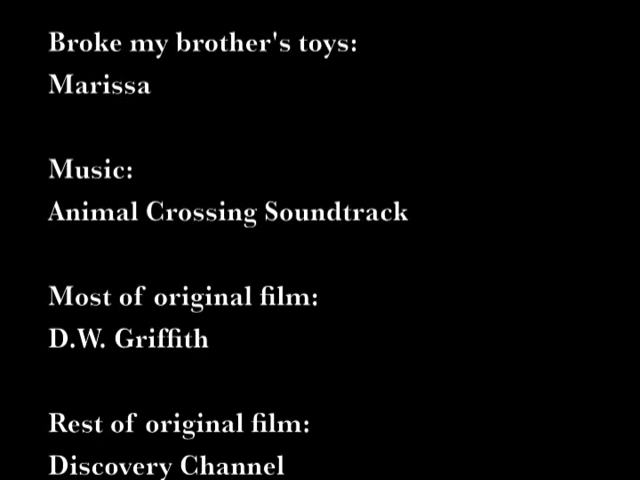 Broke my brother's toys:
Marissa
Music:
Animal Crossing Soundtrack
Most of original film:
D.W. Griffith
Rest of original film:
Discovery Channel